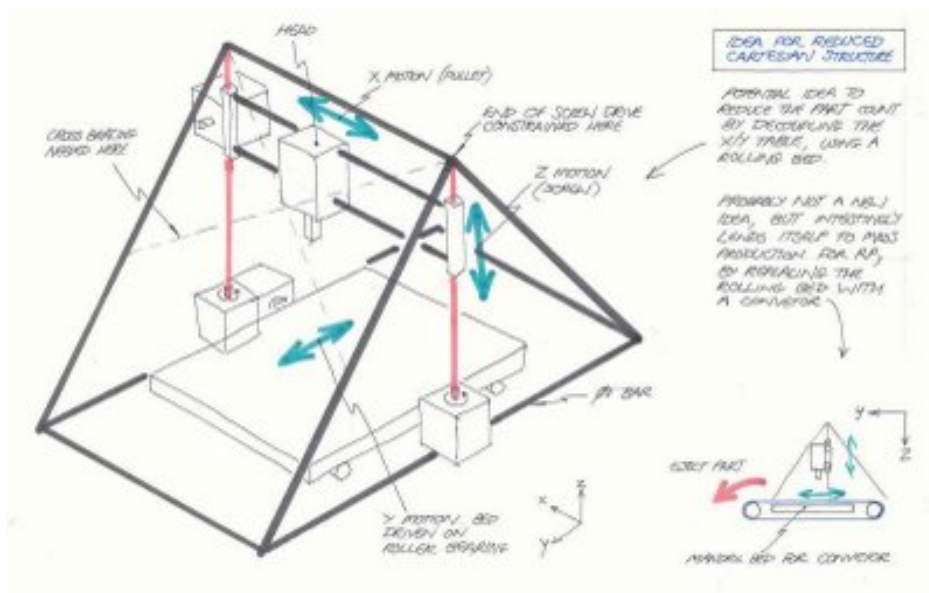 HEAD
X MOTION (PULLEY)
CROSS BRACING
NEEDED HERE
END OF SCREW DRIVE
CONSTRAINED HERE
Z MOTION
(SCREW)
IDEA FOR REDUCED
CARTESIAN STRUCTURE
POTENTIAL IDEA TO
REDUCE THE PART COUNT
BY DECOUPLING THE
X/Y TABLE, USING A
ROLLING BED.
PROBABLY NOT A NEW
IDEA, BUT INTERESTINGLY
LENDS ITSELF TO MASS
PRODUCTION FOR RP,
BY REPLACING THE
ROLLING BED WITH
A CONVEYOR
BAR
Y MOTION BED
DRIVEN ON
ROLLER BEARING
Z
X
Y
Y
Z
EJECT PART
BED FOR CONVEYOR